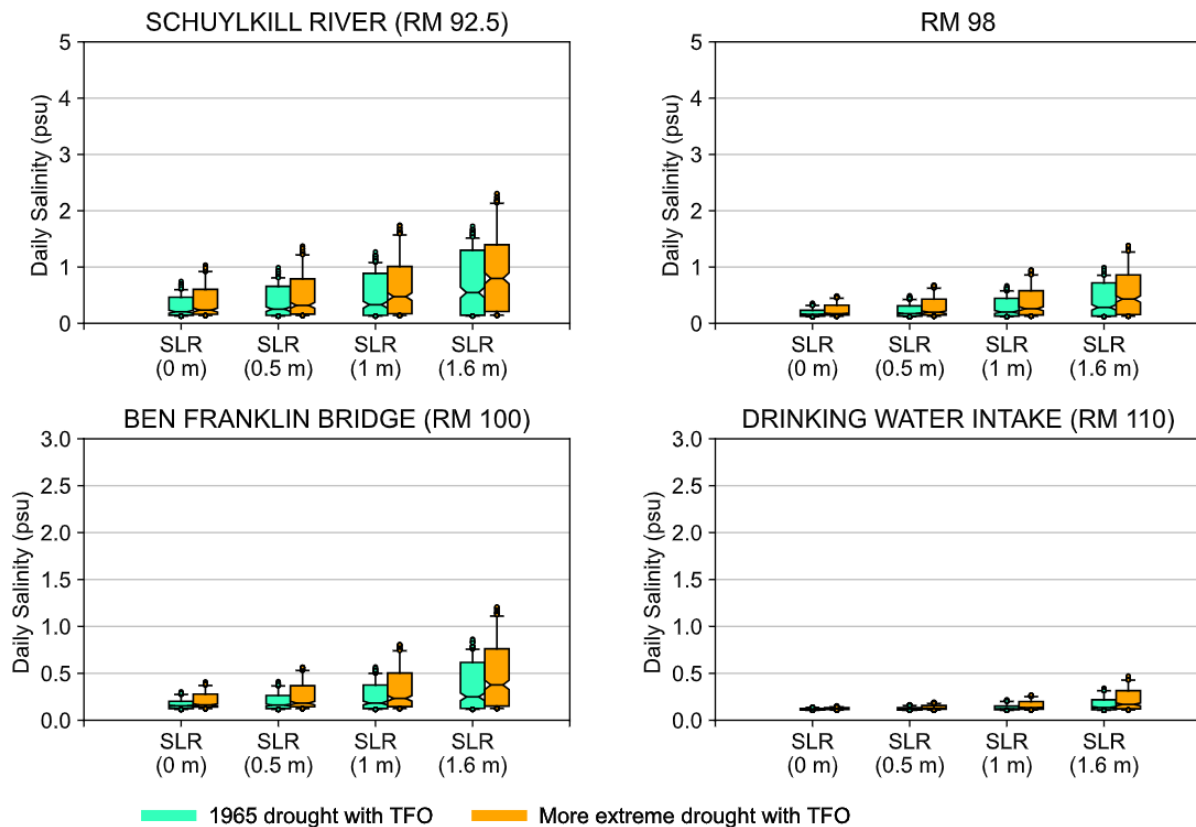 SCHUYLKILL RIVER (RM 92.5)
Daily Salinity (psu)
5
4
3
2
1
0
SLR
(0 m)
SLR
(0.5 m)
SLR
(1 m)
SLR
(1.6 m)
RM 98
Daily Salinity (psu)
5
4
3
2
1
0
SLR
(0 m)
SLR
(0.5 m)
SLR
(1 m)
SLR
(1.6 m)
BEN FRANKLIN BRIDGE (RM 100)
Daily Salinity (psu)
3.0
2.5
2.0
1.5
1.0
0.5
0.0
SLR
(0 m)
SLR
(0.5 m)
SLR
(1 m)
SLR
(1.6 m)
DRINKING WATER INTAKE (RM 110)
Daily Salinity (psu)
3.0
2.5
2.0
1.5
1.0
0.5
0.0
SLR
(0 m)
SLR
(0.5 m)
SLR
(1 m)
SLR
(1.6 m)
1965 drought with TFO
More extreme drought with TFO